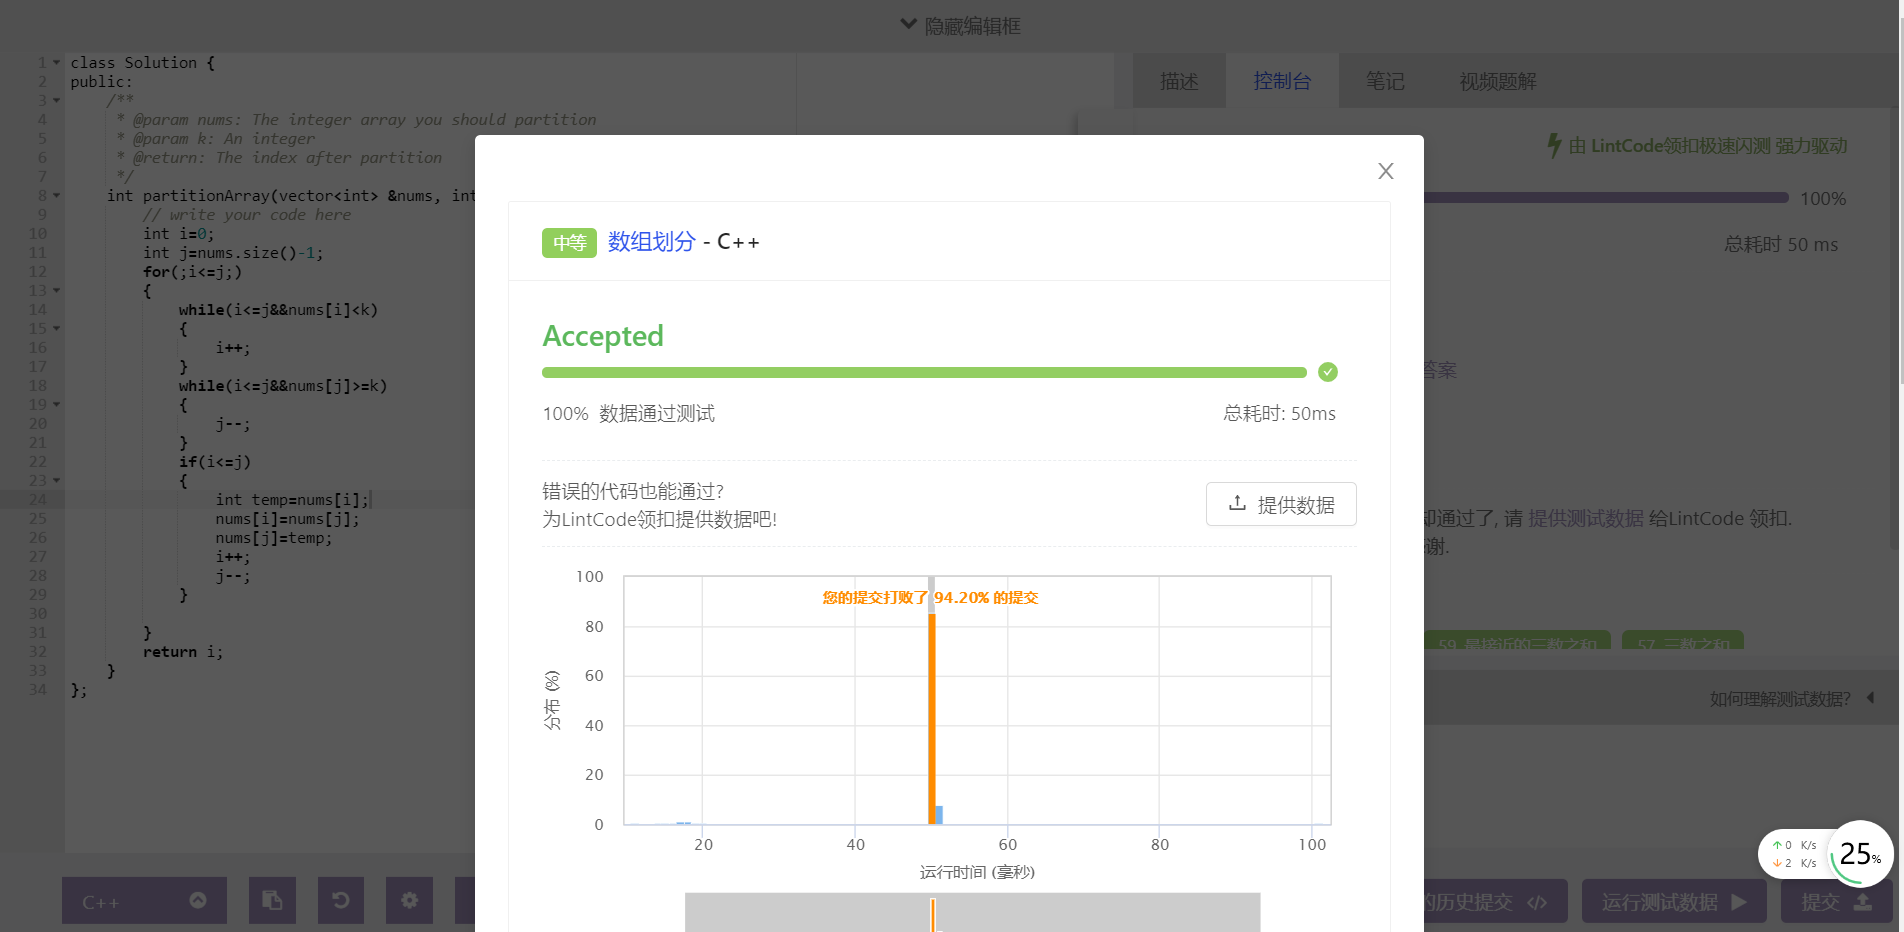 隐藏编辑框
1 class Solution {
2 public:
3 /**
4 * @param nums: The integer array you should partition
5 * @param k: An integer
6 * @return: The index after partition
7 */
8 int partitionArray(vector<int> &nums, int
9 // write your code here
10 int i=0;
11 int j=nums.size()-1;
12 for(;i<=j;)
13 {
14 while(i<=j&&nums[i]<k)
15 {
16 i++;
17 }
18 while(i<=j&&nums[j]>=k)
19 {
20 j--;
21 }
22 if(i<=j)
23 {
24 int temp=nums[i];
25 nums[i]=nums[j];
26 nums[j]=temp;
27 i++;
28 j--;
29 }
30
31 }
32 return i;
33 }
34 };
C++
描述 控制台 笔记 视频题解
由 LintCode领扣极速闪测 强力驱动
100%
总耗时 50 ms
答案
却通过了, 请 提供测试数据 给LintCode 领扣.
谢.
59. 最接近的三数之和 57. 三数之和
如何理解测试数据?
的历史提交 运行测试数据 提交
0 K/s
2 K/s
25%
中等 数组划分 - C++
Accepted
100% 数据通过测试 总耗时: 50ms
错误的代码也能通过?
为LintCode领扣提供数据吧!
提供数据
您的提交打败了 94.20% 的提交
100
80
60
40
20
0
分布 (%)
20 40 60 80 100
运行时间 (毫秒)